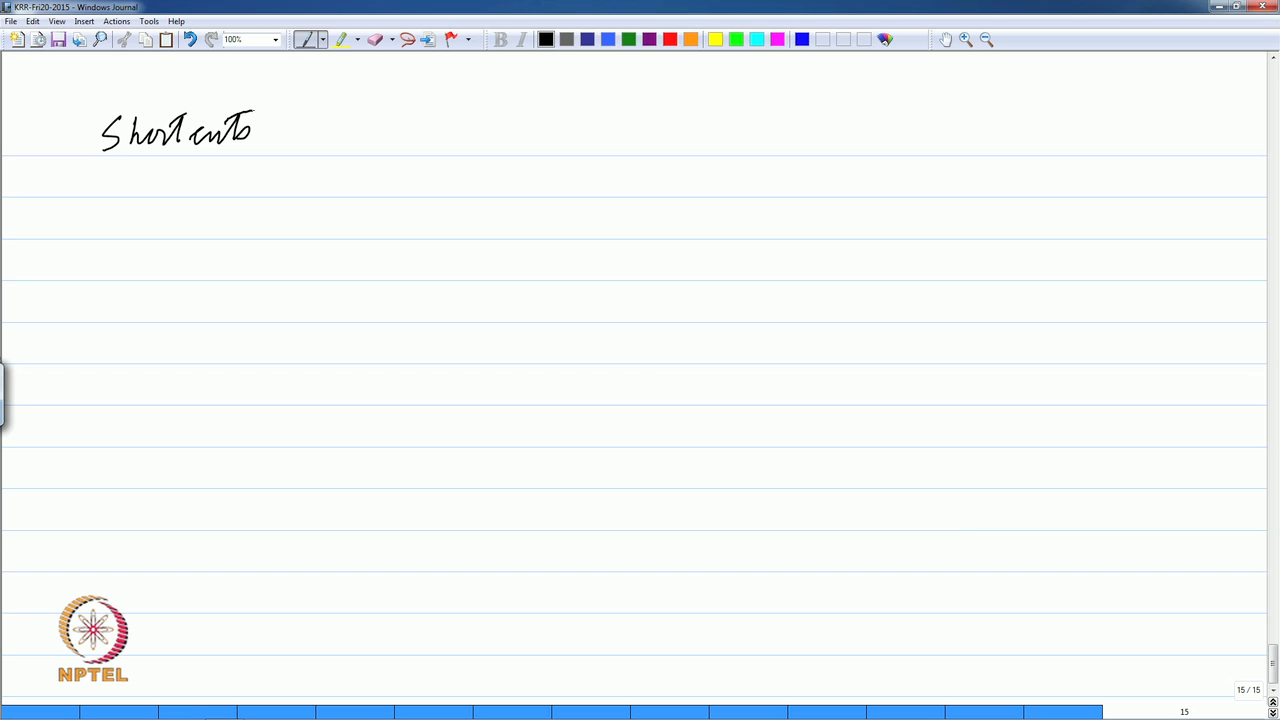 KRR-Fri20-2015 - Windows Journal
File Edit View Insert Actions Tools Help
100%
B I
Shortcuts
NPTEL
15 / 15
15